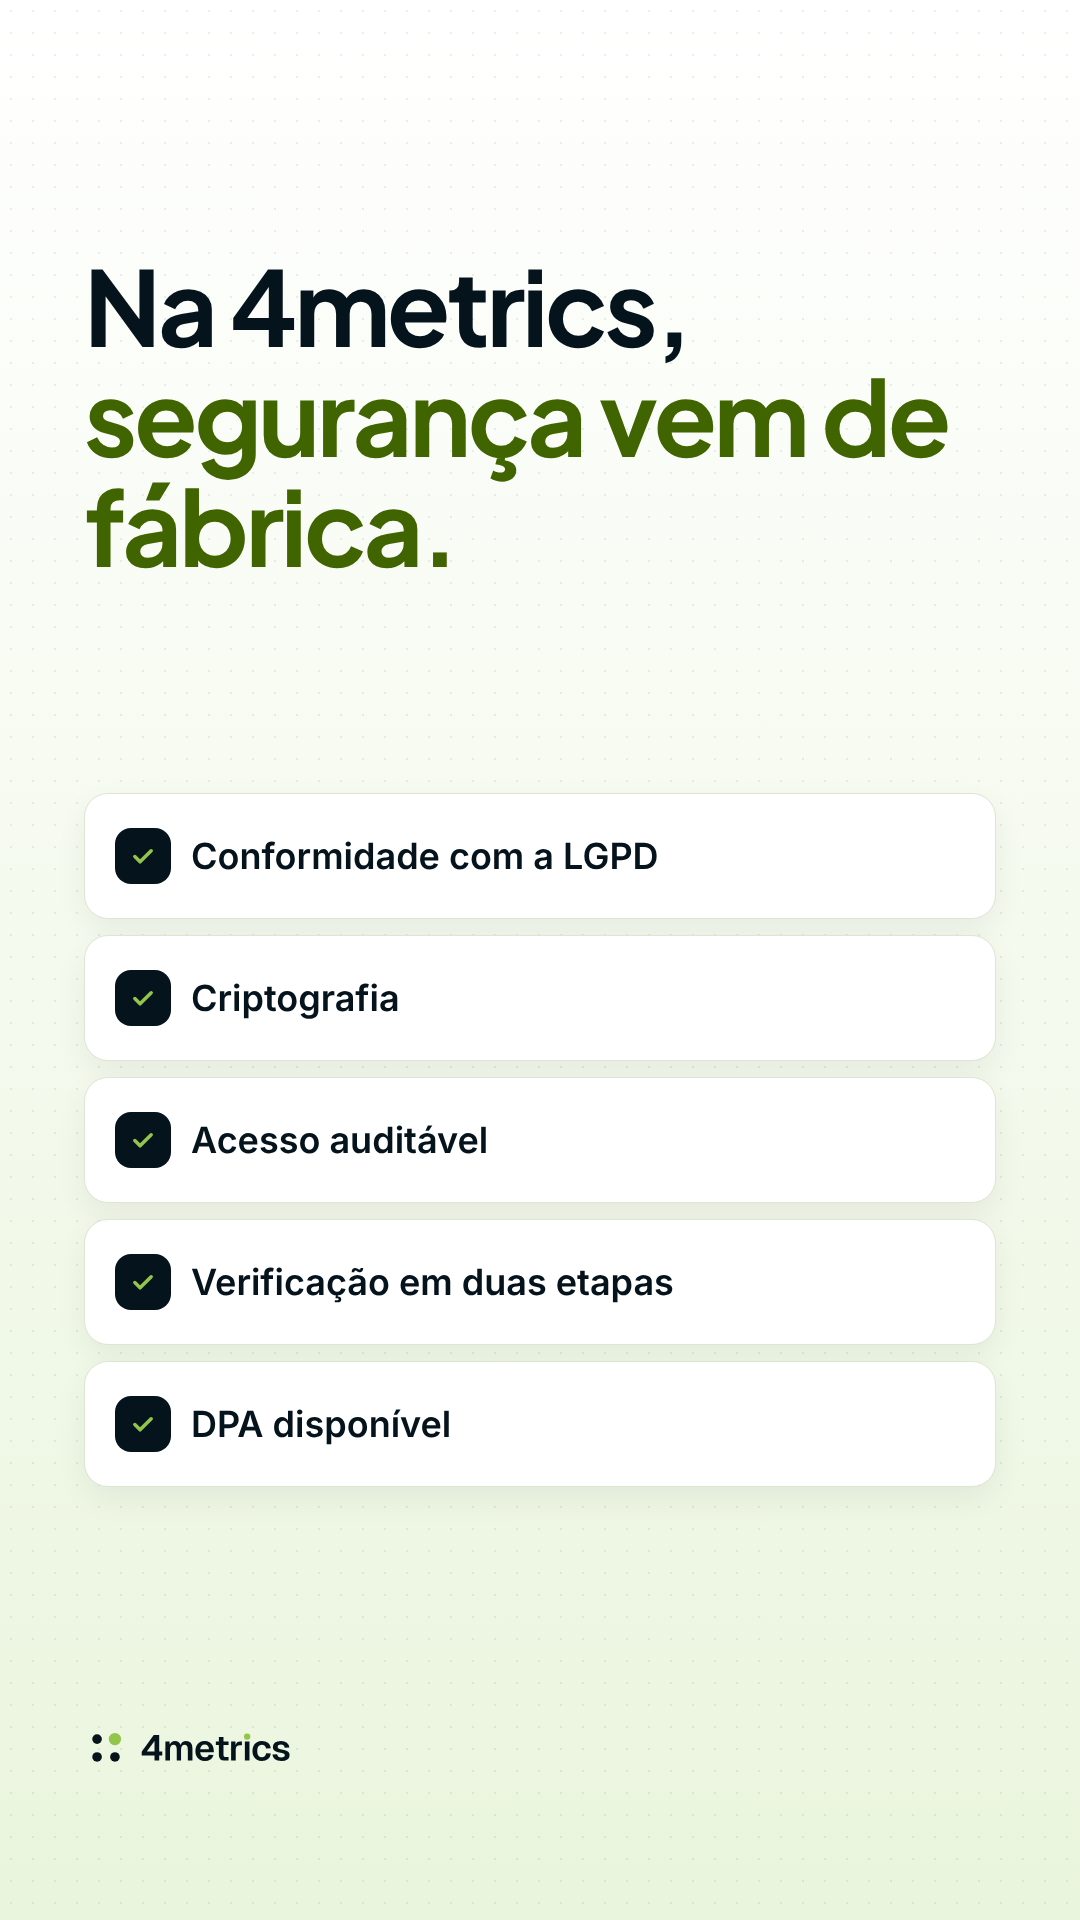 Na 4metrics,
segurança vem de
fábrica.
Conformidade com a LGPD
Criptografia
Acesso auditável
Verificação em duas etapas
DPA disponível
4metrics